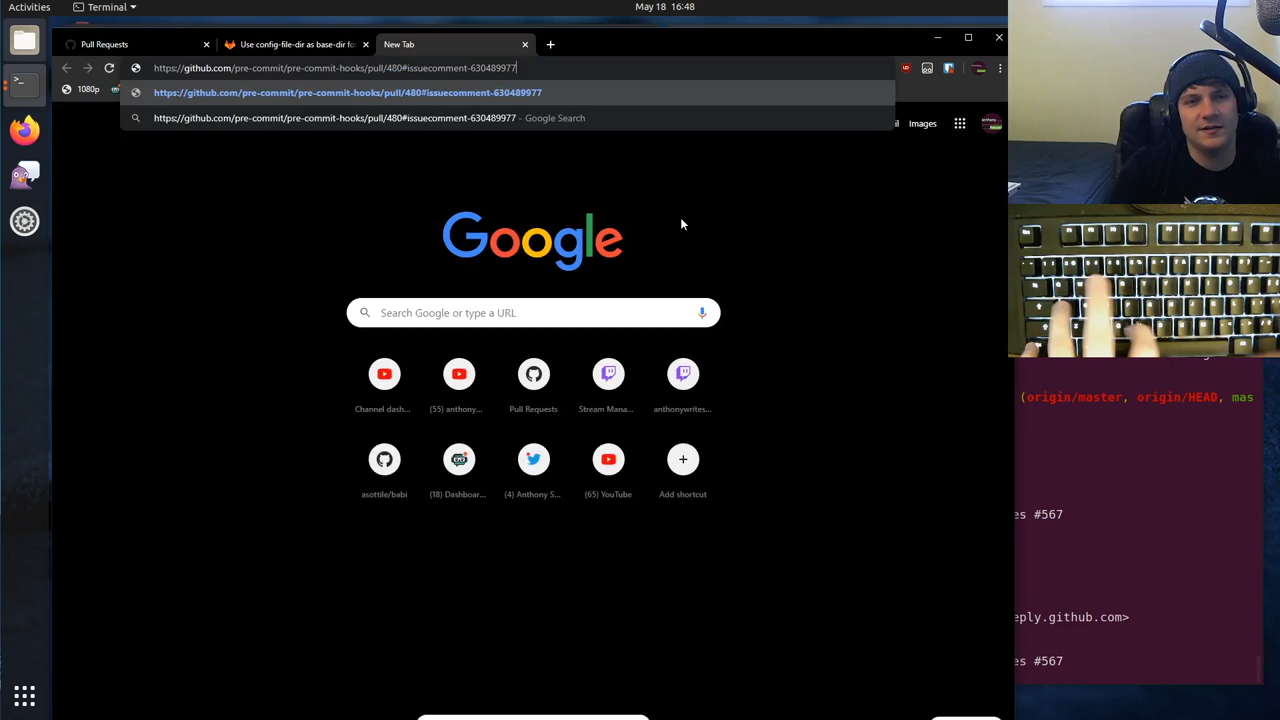 Activities
Terminal
May 18 16:48
Pull Requests
Use config-file-dir as base-dir fo
New Tab
https://github.com/pre-commit/pre-commit-hooks/pull/480#issuecomment-630489977
1080p
https://github.com/pre-commit/pre-commit-hooks/pull/480#issuecomment-630489977
https://github.com/pre-commit/pre-commit-hooks/pull/480#issuecomment-630489977 - Google Search
il
Images
Google
Search Google or type a URL
Channel dash...
(55) anthony...
Pull Requests
Stream Mana...
anthonywrites...
asottile/babi
(18) Dashboar...
(4) Anthony S...
(65) YouTube
Add shortcut
(origin/master, origin/HEAD, mas
es #567
eply.github.com>
es #567